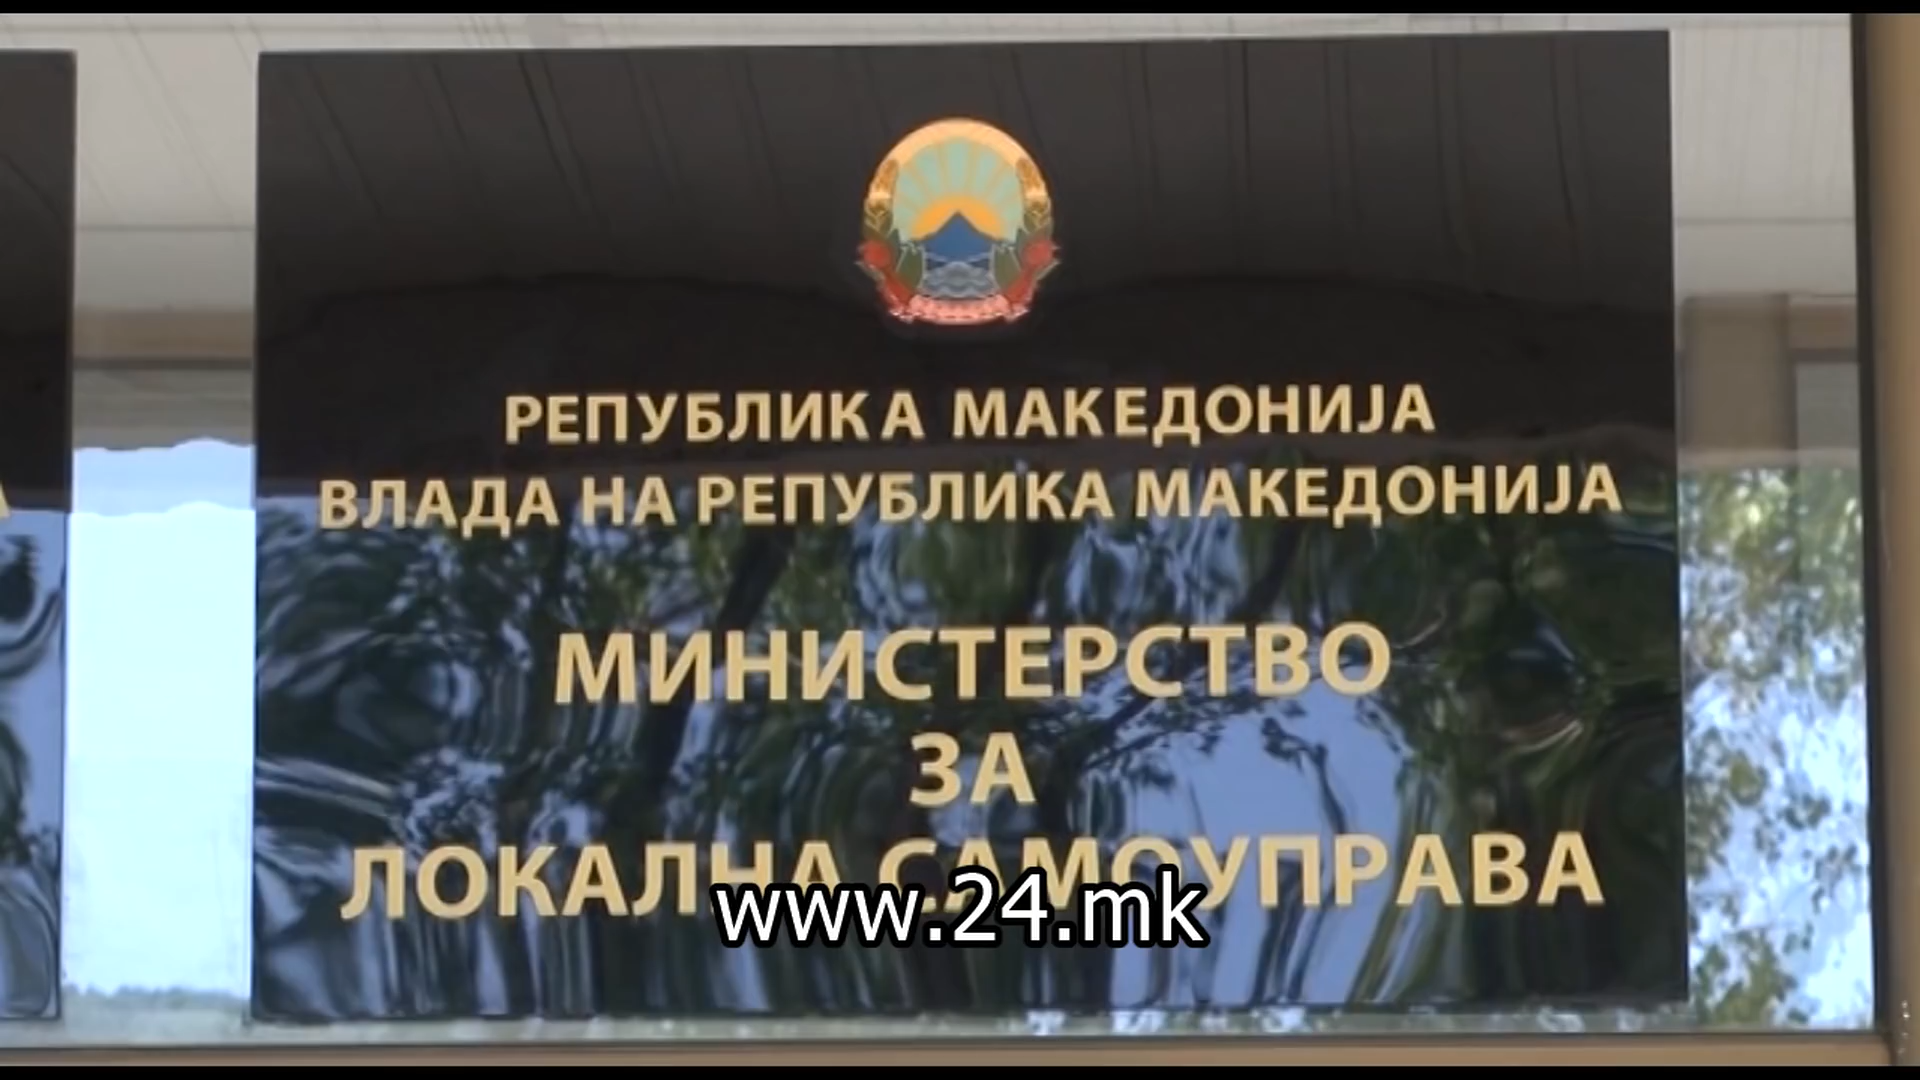 РЕПУБЛИКА МАКЕДОНИЈА
ВЛАДА НА РЕПУБЛИКА МАКЕДОНИЈА
МИНИСТЕРСТВО
ЗА
ЛОКАЛНА САМОУПРАВА
www.24.mk